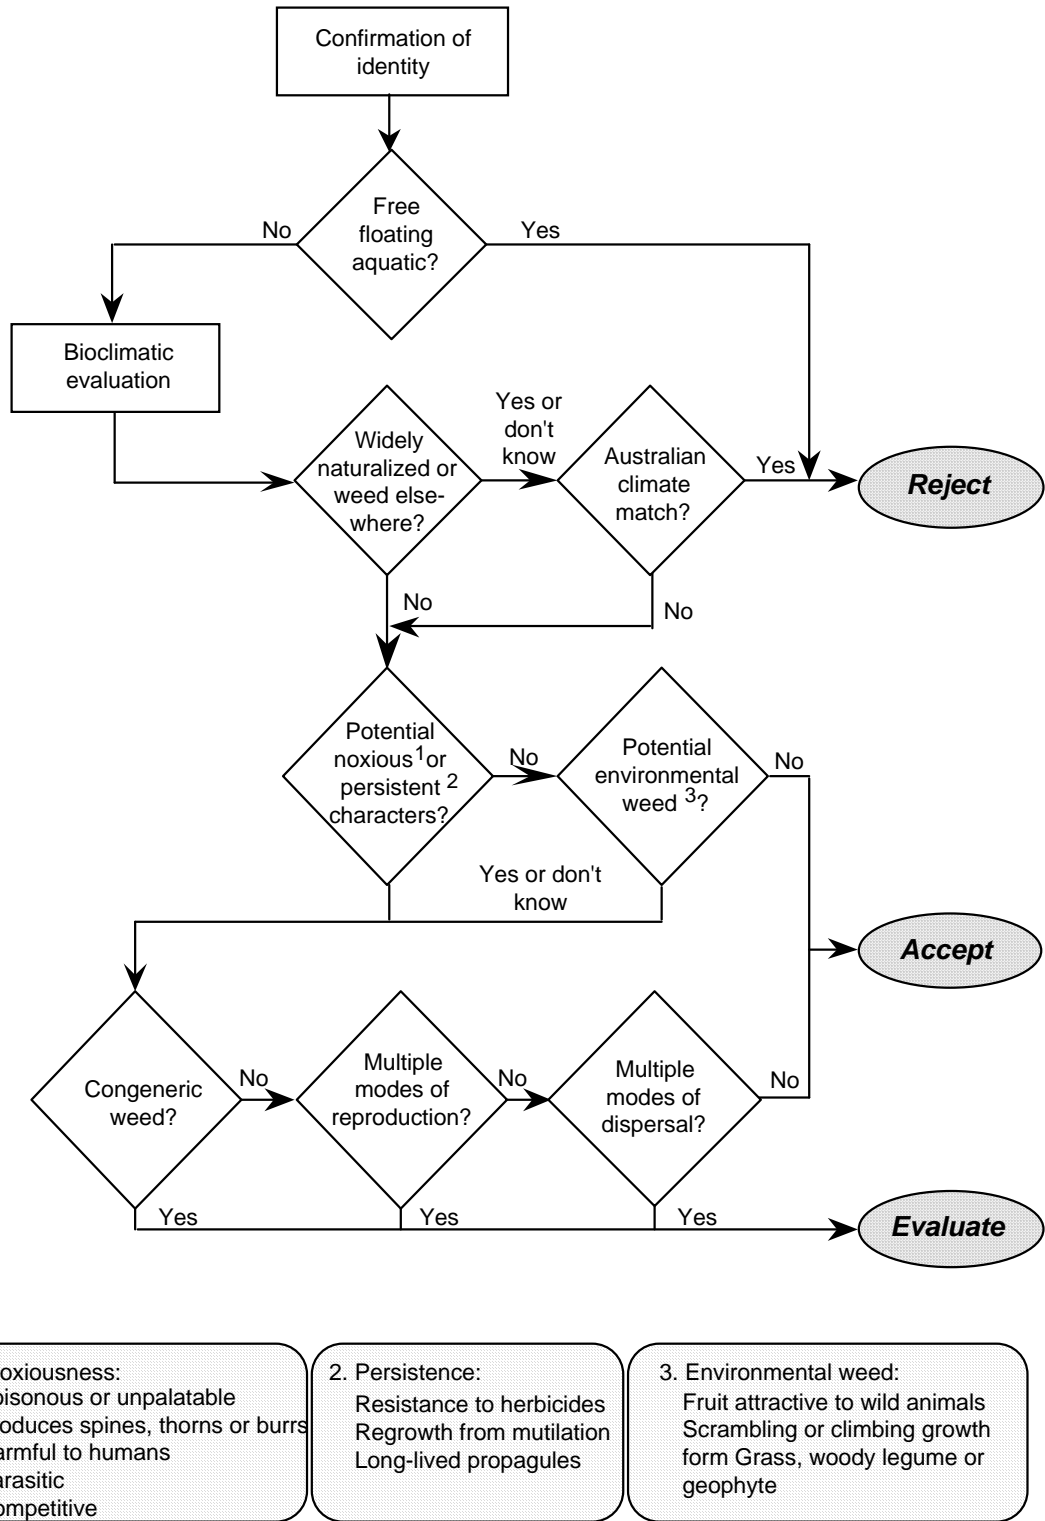 Confirmation of
identity
Free
floating
aquatic?
No
Yes
Bioclimatic
evaluation
Widely
naturalized or
weed else-
where?
Yes or
don't
know
Australian
climate
match?
Yes
Reject
No
No
Potential
noxious1or
persistent 2
characters?
No
Potential
environmental
weed 3?
No
Yes or don't
know
Accept
Congeneric
weed?
No
Multiple
modes of
reproduction?
No
Multiple
modes of
dispersal?
No
Yes
Yes
Yes
Evaluate
oxiousness:
oisonous or unpalatable
oduces spines, thorns or burrs
armful to humans
arasitic
ompetitive
2. Persistence:
Resistance to herbicides
Regrowth from mutilation
Long-lived propagules
3. Environmental weed:
Fruit attractive to wild animals
Scrambling or climbing growth
form Grass, woody legume or
geophyte